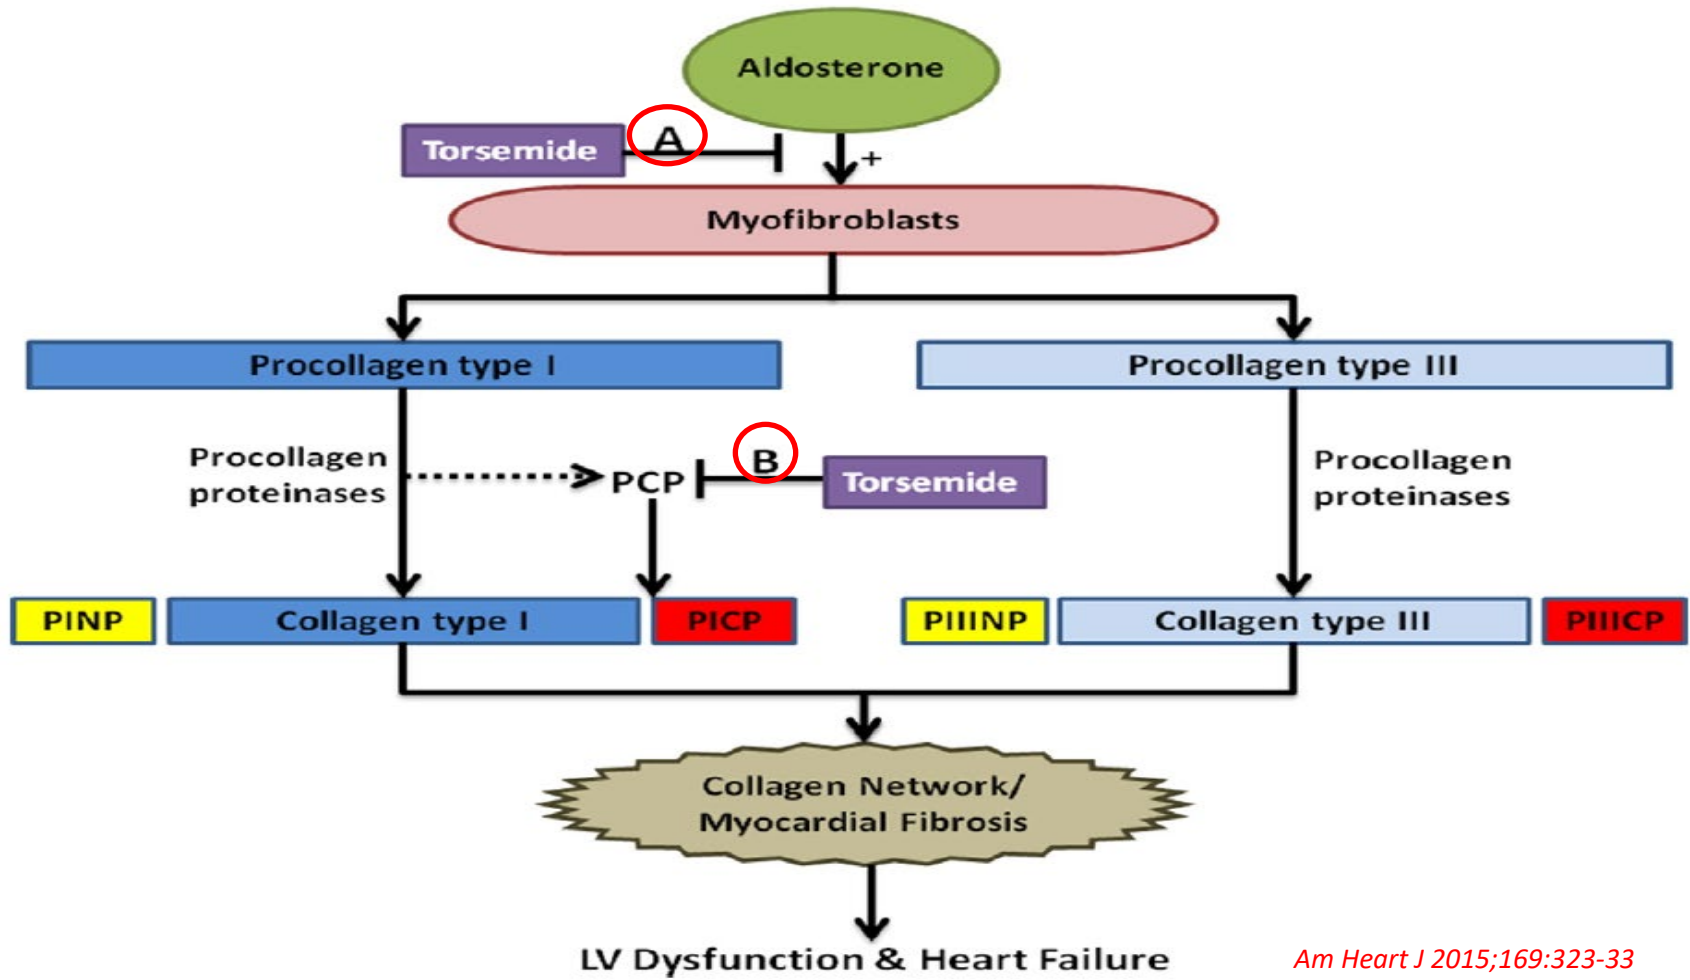 Aldosterone
A
Torsemide
+
Myofibroblasts
Procollagen type I
Procollagen type III
Procollagen
proteinases
PCP
B
Torsemide
Procollagen
proteinases
PINP
Collagen type I
PICP
PIIINP
Collagen type III
PIIICP
Collagen Network/
Myocardial Fibrosis
LV Dysfunction & Heart Failure
Am Heart J 2015;169:323-33